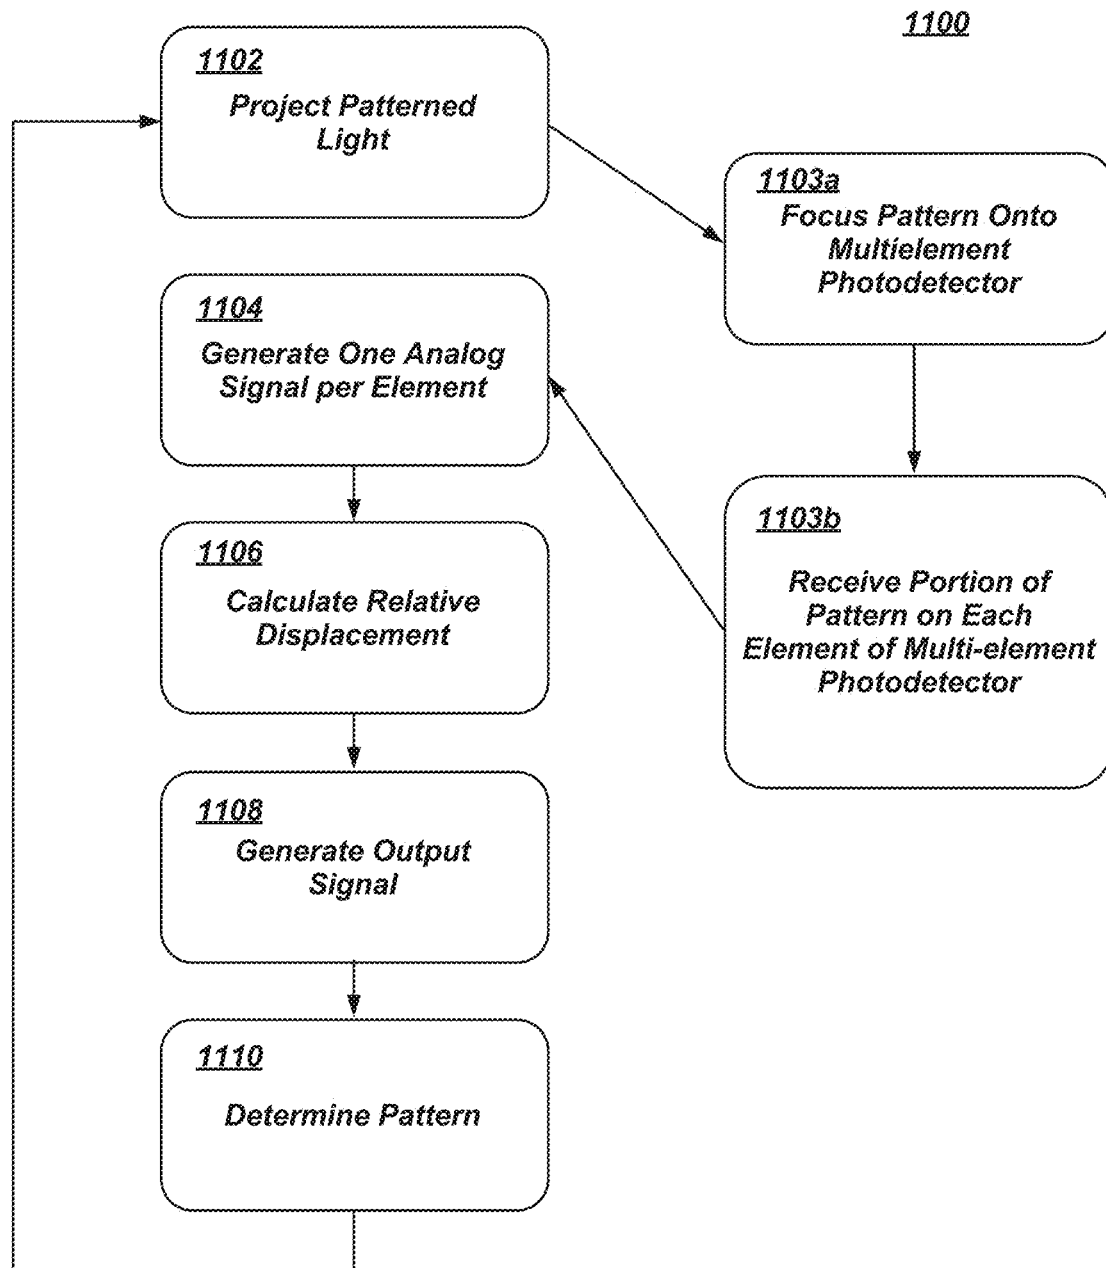 1100
1102
Project Patterned
Light
1103a
Focus Pattern Onto
Multielement
Photodetector
1103b
Receive Portion of
Pattern on Each
Element of Multi-element
Photodetector
1104
Generate One Analog
Signal per Element
1106
Calculate Relative
Displacement
1108
Generate Output
Signal
1110
Determine Pattern